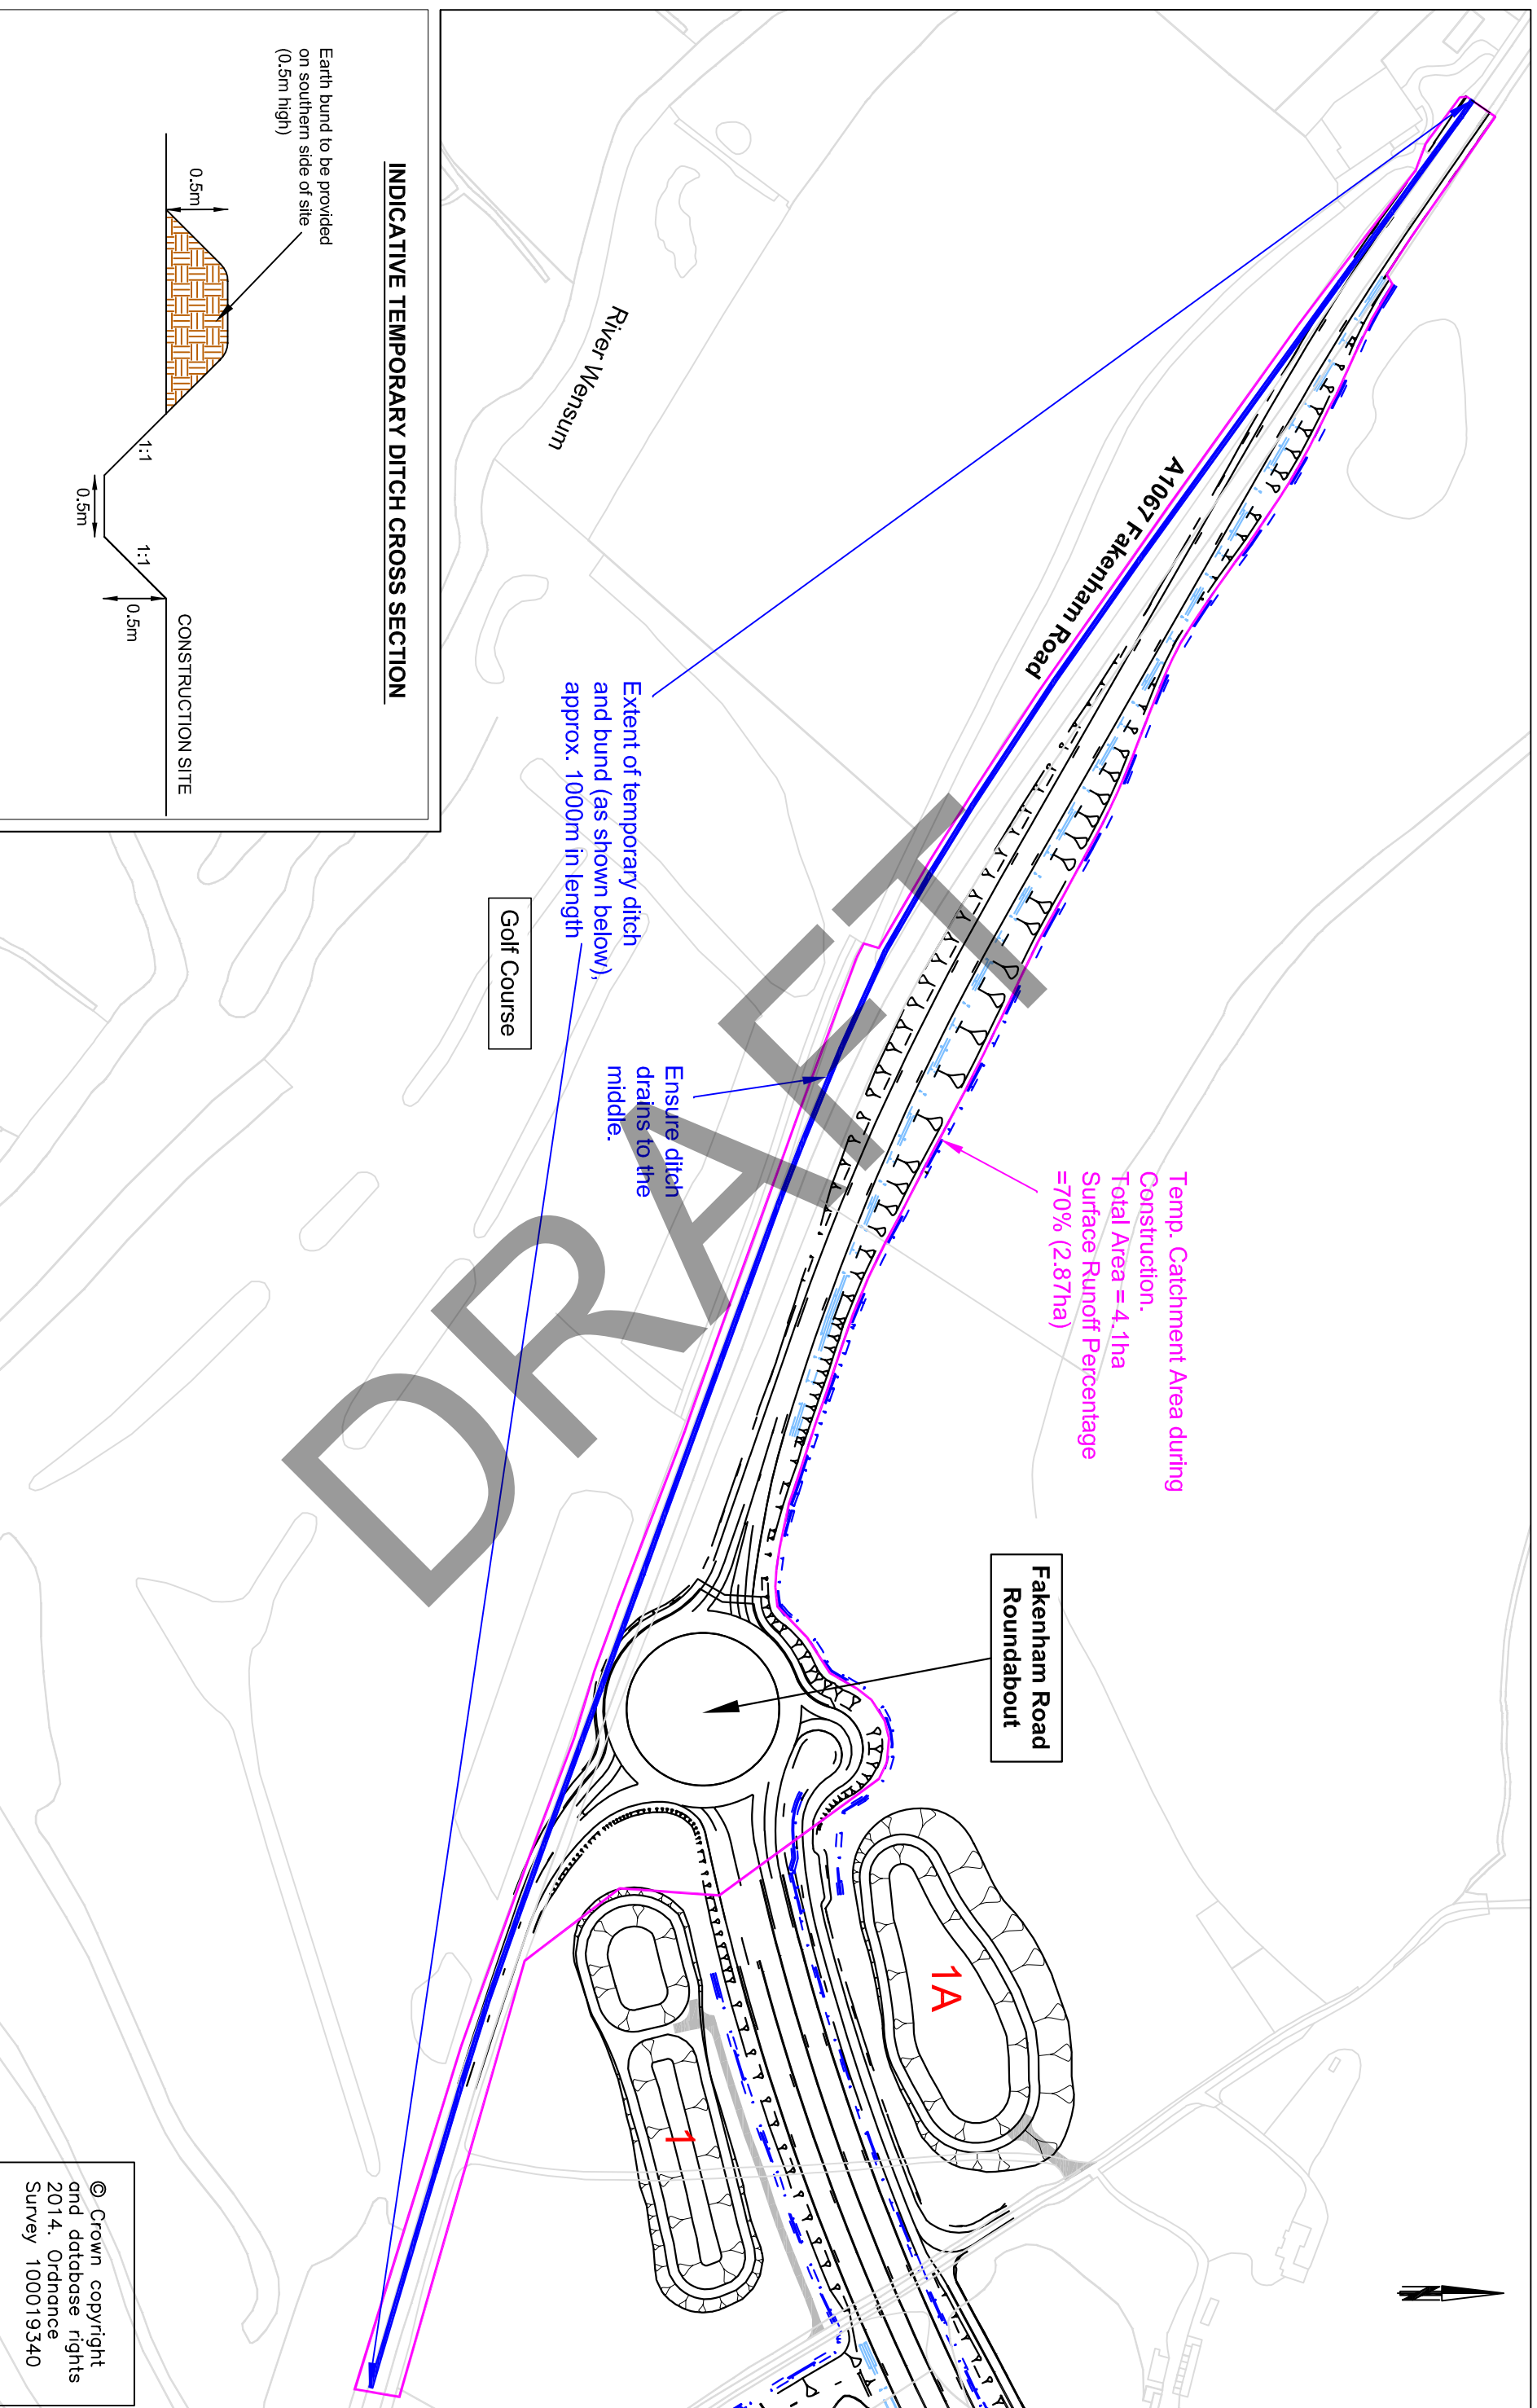 Temp. Catchment Area during
Construction.
Total Area = 4.1ha
Surface Runoff Percentage
=70% (2.87ha)
Fakenham Road
Roundabout
A1067 Fakenham Road
1A
1
River Wensum
Extent of temporary ditch
and bund (as shown below),
approx. 1000m in length
Ensure ditch
drains to the
middle.
Golf Course
DRAFT
INDICATIVE TEMPORARY DITCH CROSS SECTION
Earth bund to be provided
on southern side of site
(0.5m high)
0.5m
1:1
0.5m
1:1
0.5m
CONSTRUCTION SITE
© Crown copyright
and database rights
2014. Ordnance
Survey 100019340
N